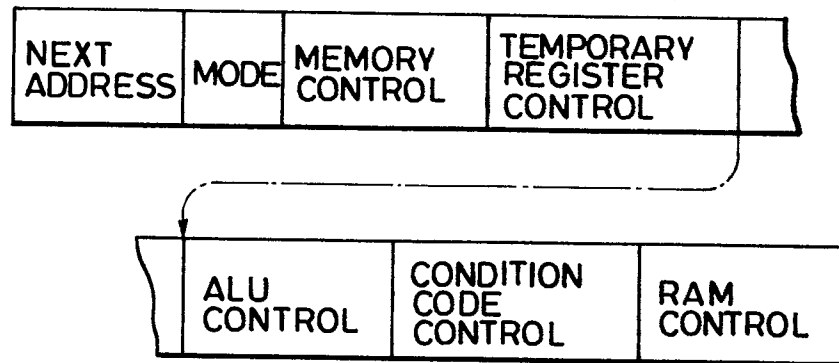 NEXT
ADDRESS
MODE
MEMORY
CONTROL
TEMPORARY
REGISTER
CONTROL
ALU
CONTROL
CONDITION
CODE
CONTROL
RAM
CONTROL